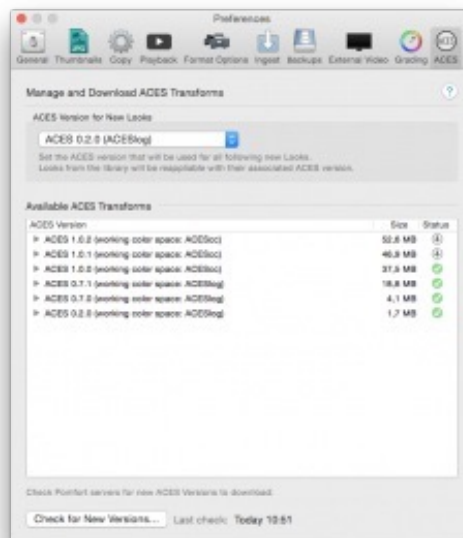 Preferences
General Thumbnails Copy Playback Format Options Ingest Backups External Video Grading ACES
Manage and Download ACES Transforms
?
ACES Version for New Looks
ACES 0.2.0 (ACESlog)
Set the ACES version that will be used for all following new Looks.
Looks from the library will be reappliable with their associated ACES version.
Available ACES Transforms
ACES Version Size Status
ACES 1.0.2 (working color space: ACEScc) 52,6 MB
ACES 1.0.1 (working color space: ACEScc) 46,9 MB
ACES 1.0.0 (working color space: ACEScc) 37,5 MB
ACES 0.7.1 (working color space: ACESlog) 18,8 MB
ACES 0.7.0 (working color space: ACESlog) 4,1 MB
ACES 0.2.0 (working color space: ACESlog) 1,7 MB
Check Pomfort servers for new ACES Versions to download.
Check for New Versions... Last check: Today 10:51